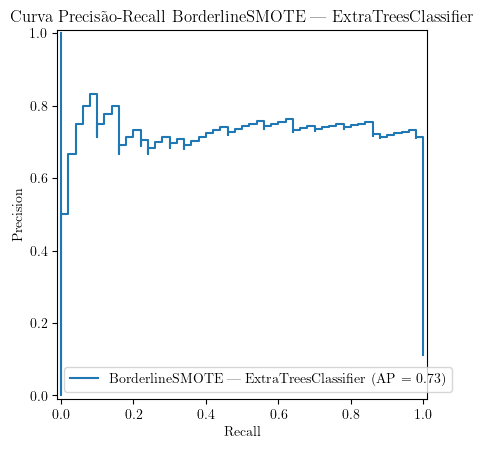 Curva Precisão-Recall BorderlineSMOTE — ExtraTreesClassifier
1.0
0.8
0.6
0.4
0.2
0.0
Precision
BorderlineSMOTE — ExtraTreesClassifier (AP = 0.73)
0.0 0.2 0.4 0.6 0.8 1.0
Recall